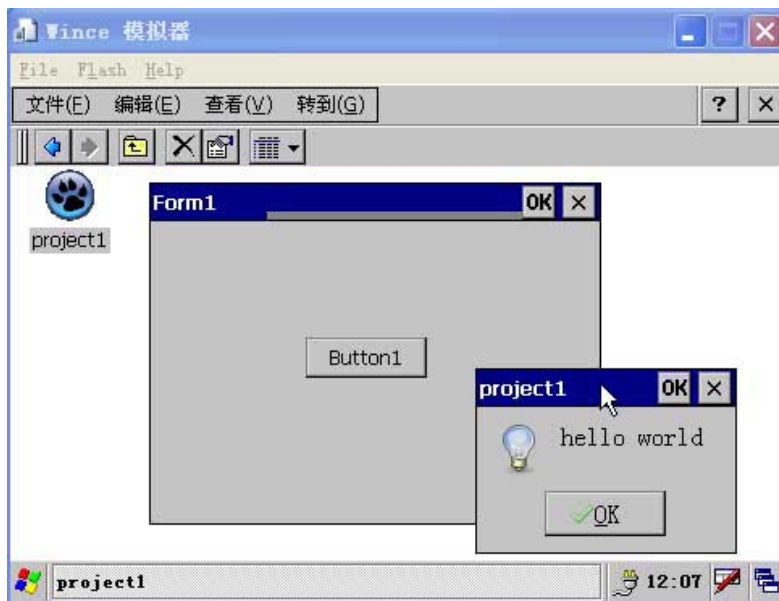 Wince 模拟器
File Flash Help
文件(F) 编辑(E) 查看(V) 转到(G) ? ×
project1
Form1 OK ×
Button1
project1 OK ×
hello world
OK
project1 12:07